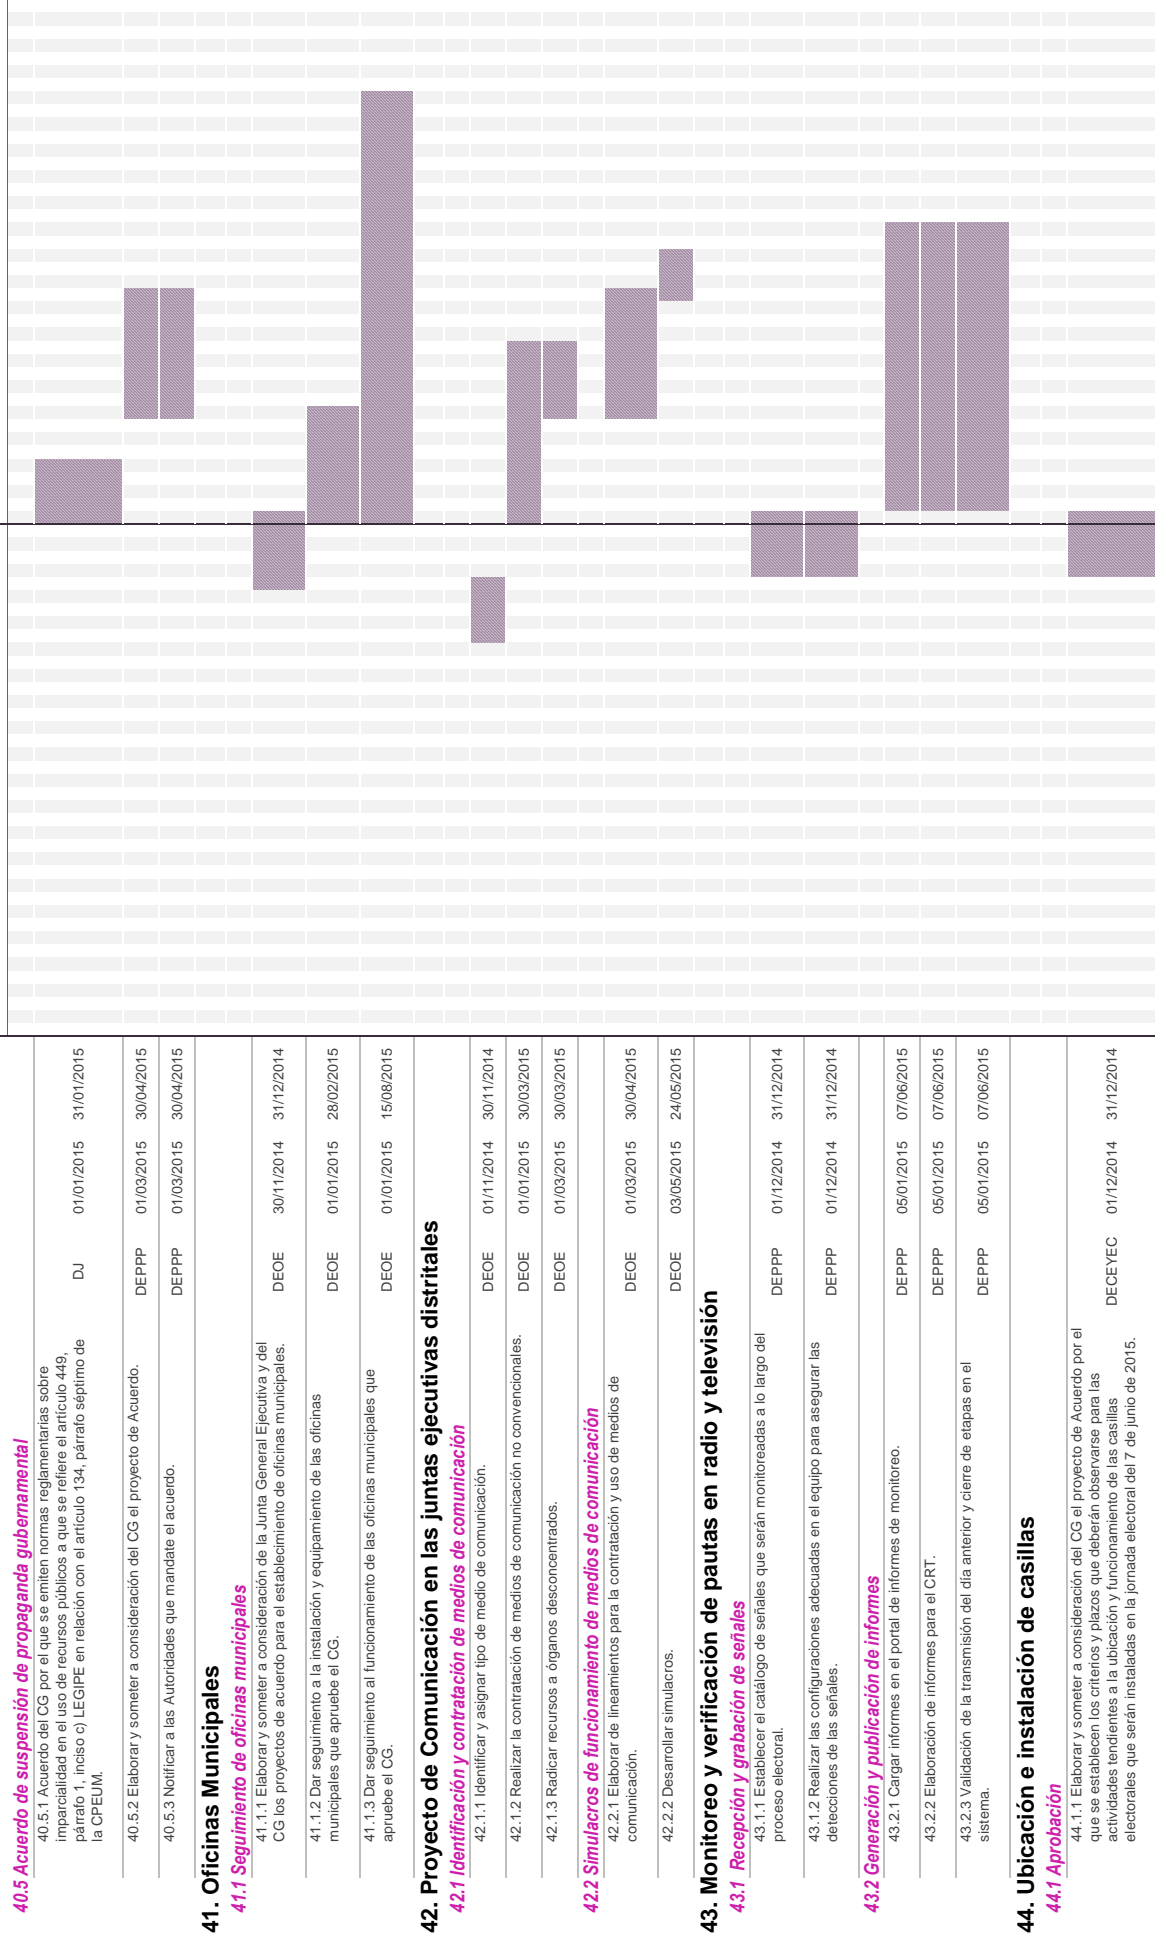 40.5 Acuerdo de suspensión de propaganda gubernamental
40.5.1 Acuerdo del CG por el que se emiten normas reglamentarias sobre
imparcialidad en el uso de recursos públicos a que se refiere el artículo 449,
párrafo 1, inciso c) LEGIPE en relación con el artículo 134, párrafo séptimo de
la CPEUM.
DJ 01/01/2015 31/01/2015
40.5.2 Elaborar y someter a consideración del CG el proyecto de Acuerdo. DEPPP 01/03/2015 30/04/2015
40.5.3 Notificar a las Autoridades que mandate el acuerdo. DEPPP 01/03/2015 30/04/2015
41. Oficinas Municipales
41.1 Seguimiento de oficinas municipales
41.1.1 Elaborar y someter a consideración de la Junta General Ejecutiva y del
CG los proyectos de acuerdo para el establecimiento de oficinas municipales.
DEOE 30/11/2014 31/12/2014
41.1.2 Dar seguimiento a la instalación y equipamiento de las oficinas
municipales que apruebe el CG.
DEOE 01/01/2015 28/02/2015
41.1.3 Dar seguimiento al funcionamiento de las oficinas municipales que
apruebe el CG.
DEOE 01/01/2015 15/08/2015
42. Proyecto de Comunicación en las juntas ejecutivas distritales
42.1 Identificación y contratación de medios de comunicación
42.1.1 Identificar y asignar tipo de medio de comunicación. DEOE 01/11/2014 30/11/2014
42.1.2 Realizar la contratación de medios de comunicación no convencionales. DEOE 01/01/2015 30/03/2015
42.1.3 Radicar recursos a órganos desconcentrados. DEOE 01/03/2015 30/03/2015
42.2 Simulacros de funcionamiento de medios de comunicación
42.2.1 Elaborar de lineamientos para la contratación y uso de medios de
comunicación.
DEOE 01/03/2015 30/04/2015
42.2.2 Desarrollar simulacros. DEOE 03/05/2015 24/05/2015
43. Monitoreo y verificación de pautas en radio y televisión
43.1 Recepción y grabación de señales
43.1.1 Establecer el catálogo de señales que serán monitoreadas a lo largo del
proceso electoral.
DEPPP 01/12/2014 31/12/2014
43.1.2 Realizar las configuraciones adecuadas en el equipo para asegurar las
detecciones de las señales.
DEPPP 01/12/2014 31/12/2014
43.2 Generación y publicación de informes
43.2.1 Cargar informes en el portal de informes de monitoreo. DEPPP 05/01/2015 07/06/2015
43.2.2 Elaboración de informes para el CRT. DEPPP 05/01/2015 07/06/2015
43.2.3 Validación de la transmisión del día anterior y cierre de etapas en el
sistema.
DEPPP 05/01/2015 07/06/2015
44. Ubicación e instalación de casillas
44.1 Aprobación
44.1.1 Elaborar y someter a consideración del CG el proyecto de Acuerdo por el
que se establecen los criterios y plazos que deberán observarse para las
actividades tendientes a la ubicación y funcionamiento de las casillas
electorales que serán instaladas en la jornada electoral del 7 de junio de 2015.
DECEYEC 01/12/2014 31/12/2014